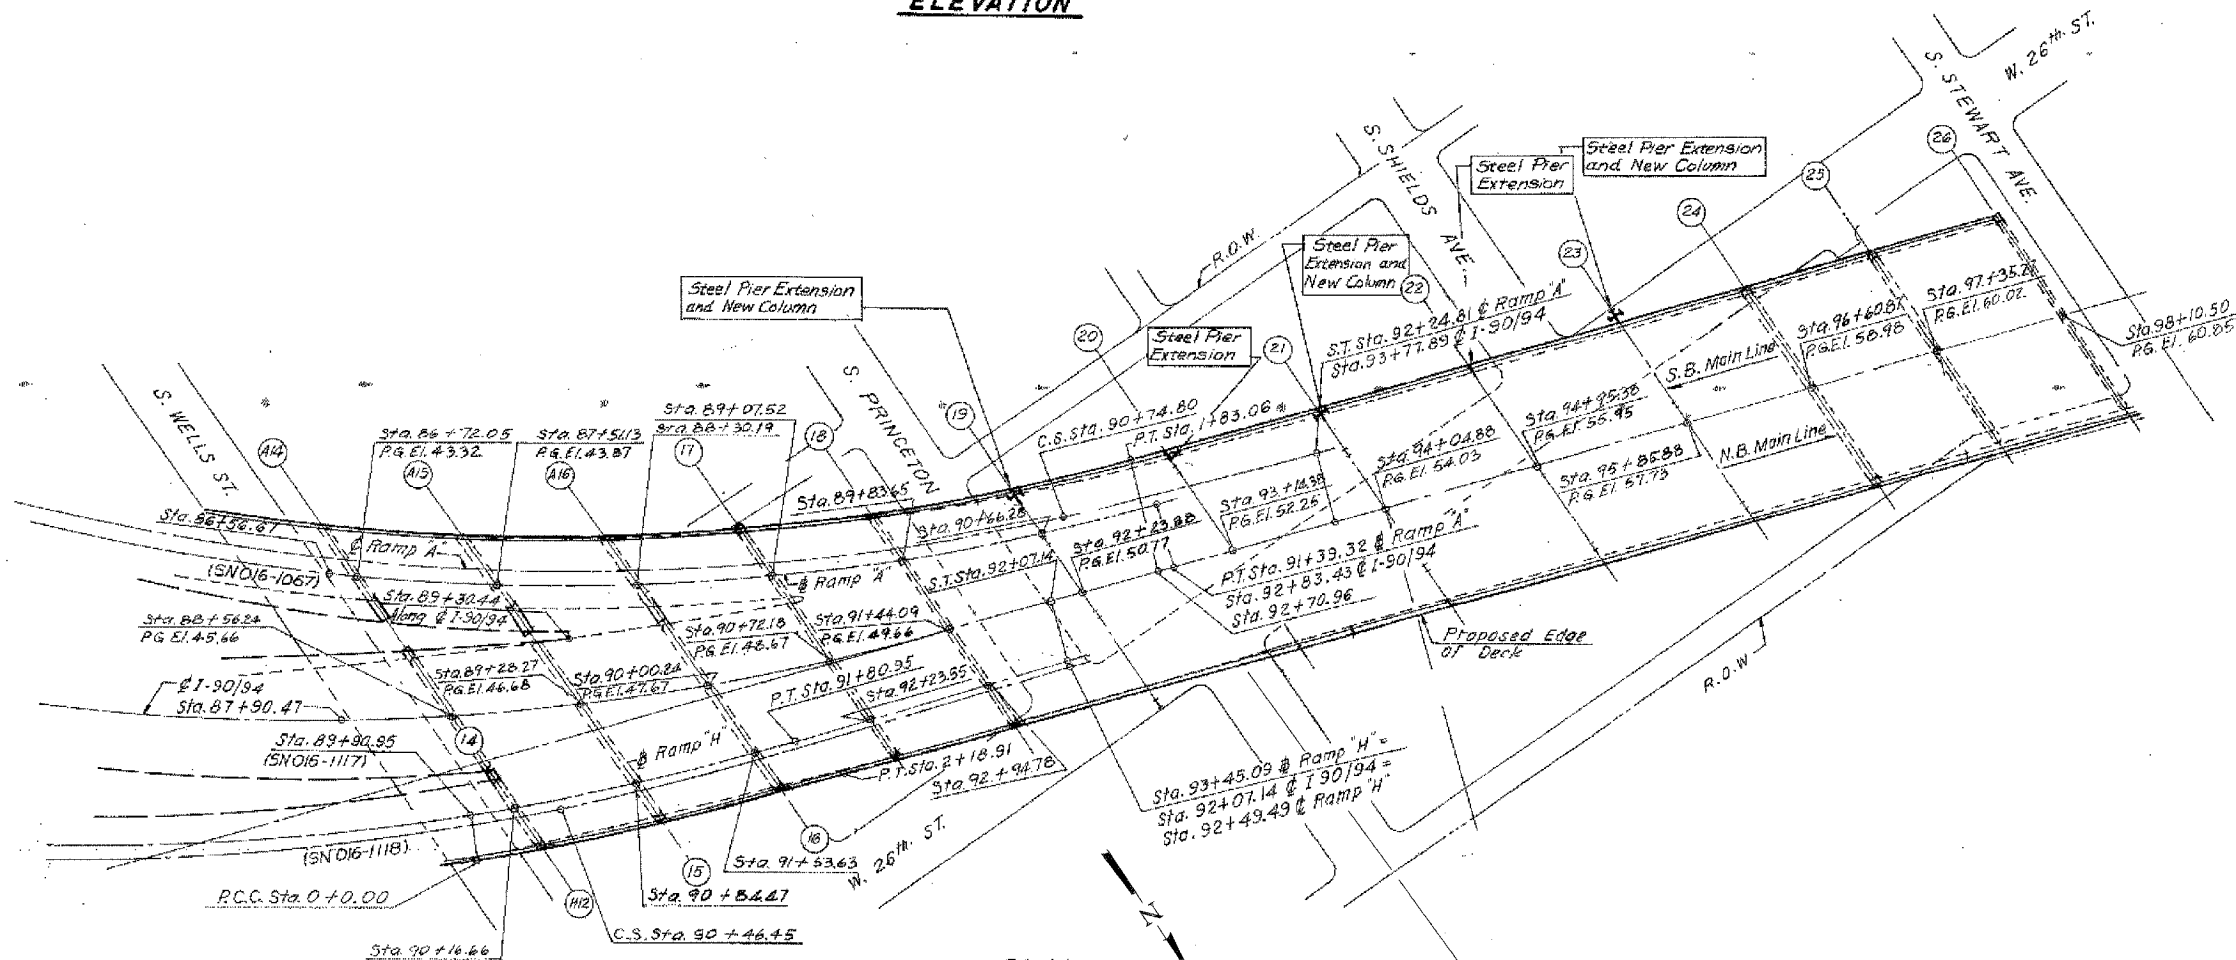 ELEVATION
W. 26th. ST.
S. STEWART AVE.
26
Steel Pier Extension
and New Column
Steel Pier
Extension
S. SHIELDS AVE.
25
24
23
R.O.W.
Steel Pier
Extension and
New Column
22
Steel Pier Extension
and New Column
20
Steel Pier
Extension
21
S.T. Sta. 92+24.81 ₵ Ramp "A"
Sta. 93+77.89 ₵ I-90/94
Sta. 97+35.27
P.G. El. 60.02
Sta. 96+60.87
P.G. El. 58.98
Sta. 98+10.50
P.G. El. 60.85
S.B. Main Line
N.B. Main Line
S. WELLS ST.
S. PRINCETON
19
18
17
A14
A15
A16
Sta. 89+07.52
Sta. 88+30.19
Sta. 86+72.05
P.G. El. 43.32
Sta. 87+51.13
P.G. El. 43.87
C.S. Sta. 90+74.80
P.T. Sta. 1+83.06
Sta. 94+95.38
P.G. El. 55.95
Sta. 94+04.88
P.G. El. 54.03
Sta. 95+85.88
P.G. El. 57.73
Sta. 93+14.38
P.G. El. 52.25
Sta. 89+83.65
Sta. 90+66.28
Sta. 86+56.67
₵ Ramp "A"
(SN016-1067)
Ramp "A"
S.T. Sta. 92+07.14
Sta. 92+23.88
P.G. El. 50.77
P.T. Sta. 91+39.32 Ramp "A"
Sta. 92+83.43 ₵ I-90/94
Sta. 92+70.96
Sta. 89+30.44
Along ₵ I-90/94
Sta. 88+56.24
P.G. El. 45.66
Sta. 90+72.18
P.G. El. 48.67
Sta. 91+44.09
P.G. El. 49.66
Sta. 89+28.27
P.G. El. 46.68
Sta. 90+00.24
P.G. El. 47.67
P.T. Sta. 91+80.95
Sta. 92+23.55
Proposed Edge
of Deck
R.O.W
₵ I-90/94
Sta. 87+90.47
Sta. 89+90.95
(SN016-1117)
14
Ramp "H"
P.T. Sta. 2+18.91
Sta. 92+94.78
Sta. 93+45.09 Ramp "H" =
Sta. 92+07.14 ₵ I 90/94 =
Sta. 92+49.49 ₵ Ramp "H"
(SN016-1118)
16
W. 26th. ST.
Sta. 91+53.63
15
Sta. 90+84.47
P.C.C. Sta. 0+0.00
H12
C.S. Sta. 90+46.45
Sta. 90+16.66
N